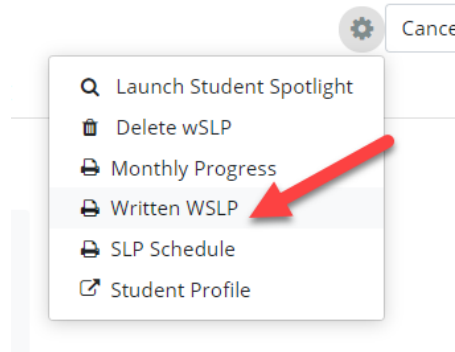 Cance
Launch Student Spotlight
Delete wSLP
Monthly Progress
Written WSLP
SLP Schedule
Student Profile